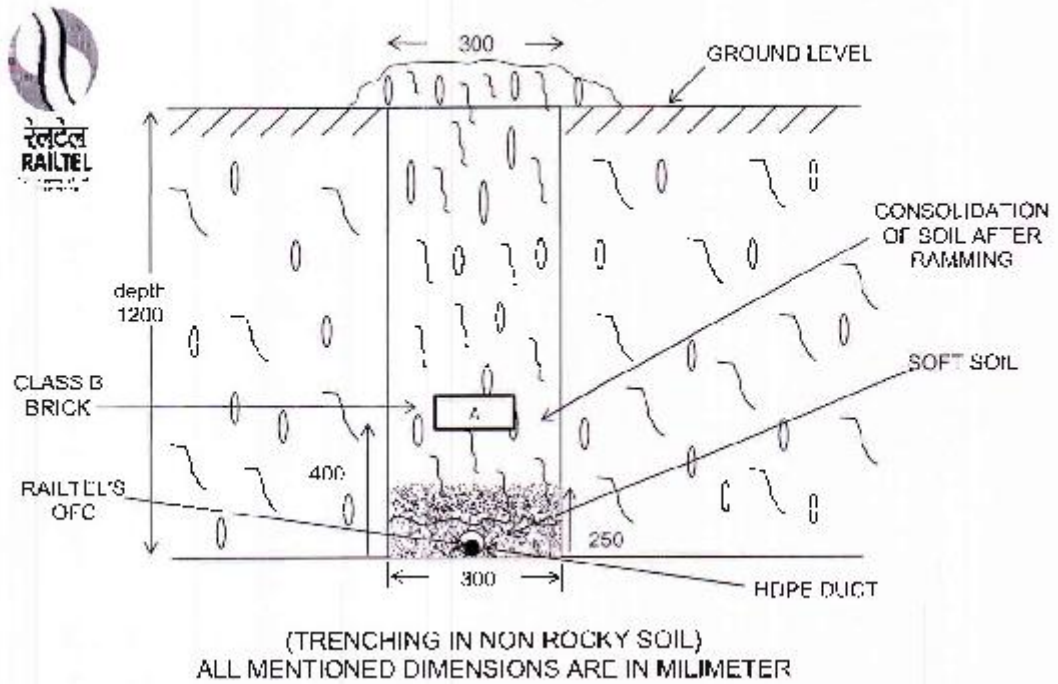 300
GROUND LEVEL
रेलटेल
RAILTEL
CONSOLIDATION
OF SOIL AFTER
RAMMING
depth
1200
SOFT SOIL
CLASS B
BRICK
A
400
RAILTEL'S
OFC
250
300
HDPE DUCT
(TRENCHING IN NON ROCKY SOIL)
ALL MENTIONED DIMENSIONS ARE IN MILIMETER